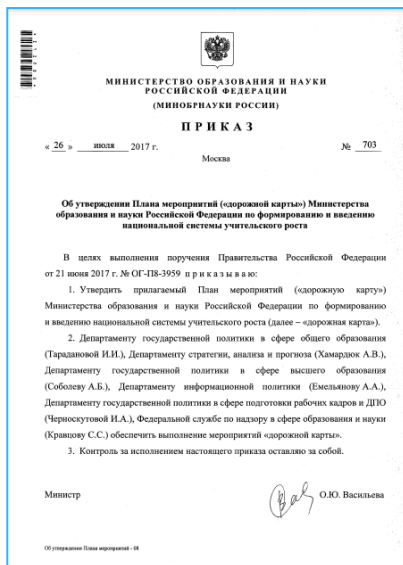 МИНИСТЕРСТВО ОБРАЗОВАНИЯ И НАУКИ
РОССИЙСКОЙ ФЕДЕРАЦИИ
(МИНОБРНАУКИ РОССИИ)
ПРИКАЗ
« 26 » июля 2017 г. № 703
Москва
Об утверждении Плана мероприятий («дорожной карты») Министерства
образования и науки Российской Федерации по формированию и введению
национальной системы учительского роста
В целях выполнения поручения Правительства Российской Федерации
от 21 июня 2017 г. № ОГ-П8-3959 приказываю:
1. Утвердить прилагаемый План мероприятий («дорожную карту»)
Министерства образования и науки Российской Федерации по формированию
и введению национальной системы учительского роста (далее – «дорожная карта»).
2. Департаменту государственной политики в сфере общего образования
(Тарадановой И.И.), Департаменту стратегии, анализа и прогноза (Хамардюк А.В.),
Департаменту государственной политики в сфере высшего образования
(Соболеву А.Б.), Департаменту информационной политики (Емельянову А.А.),
Департаменту государственной политики в сфере подготовки рабочих кадров и ДПО
(Черноскутовой И.А.), Федеральной службе по надзору в сфере образования и науки
(Кравцову С.С.) обеспечить выполнение мероприятий «дорожной карты».
3. Контроль за исполнением настоящего приказа оставляю за собой.
Министр О.Ю. Васильева
Об утверждении Плана мероприятий - 08